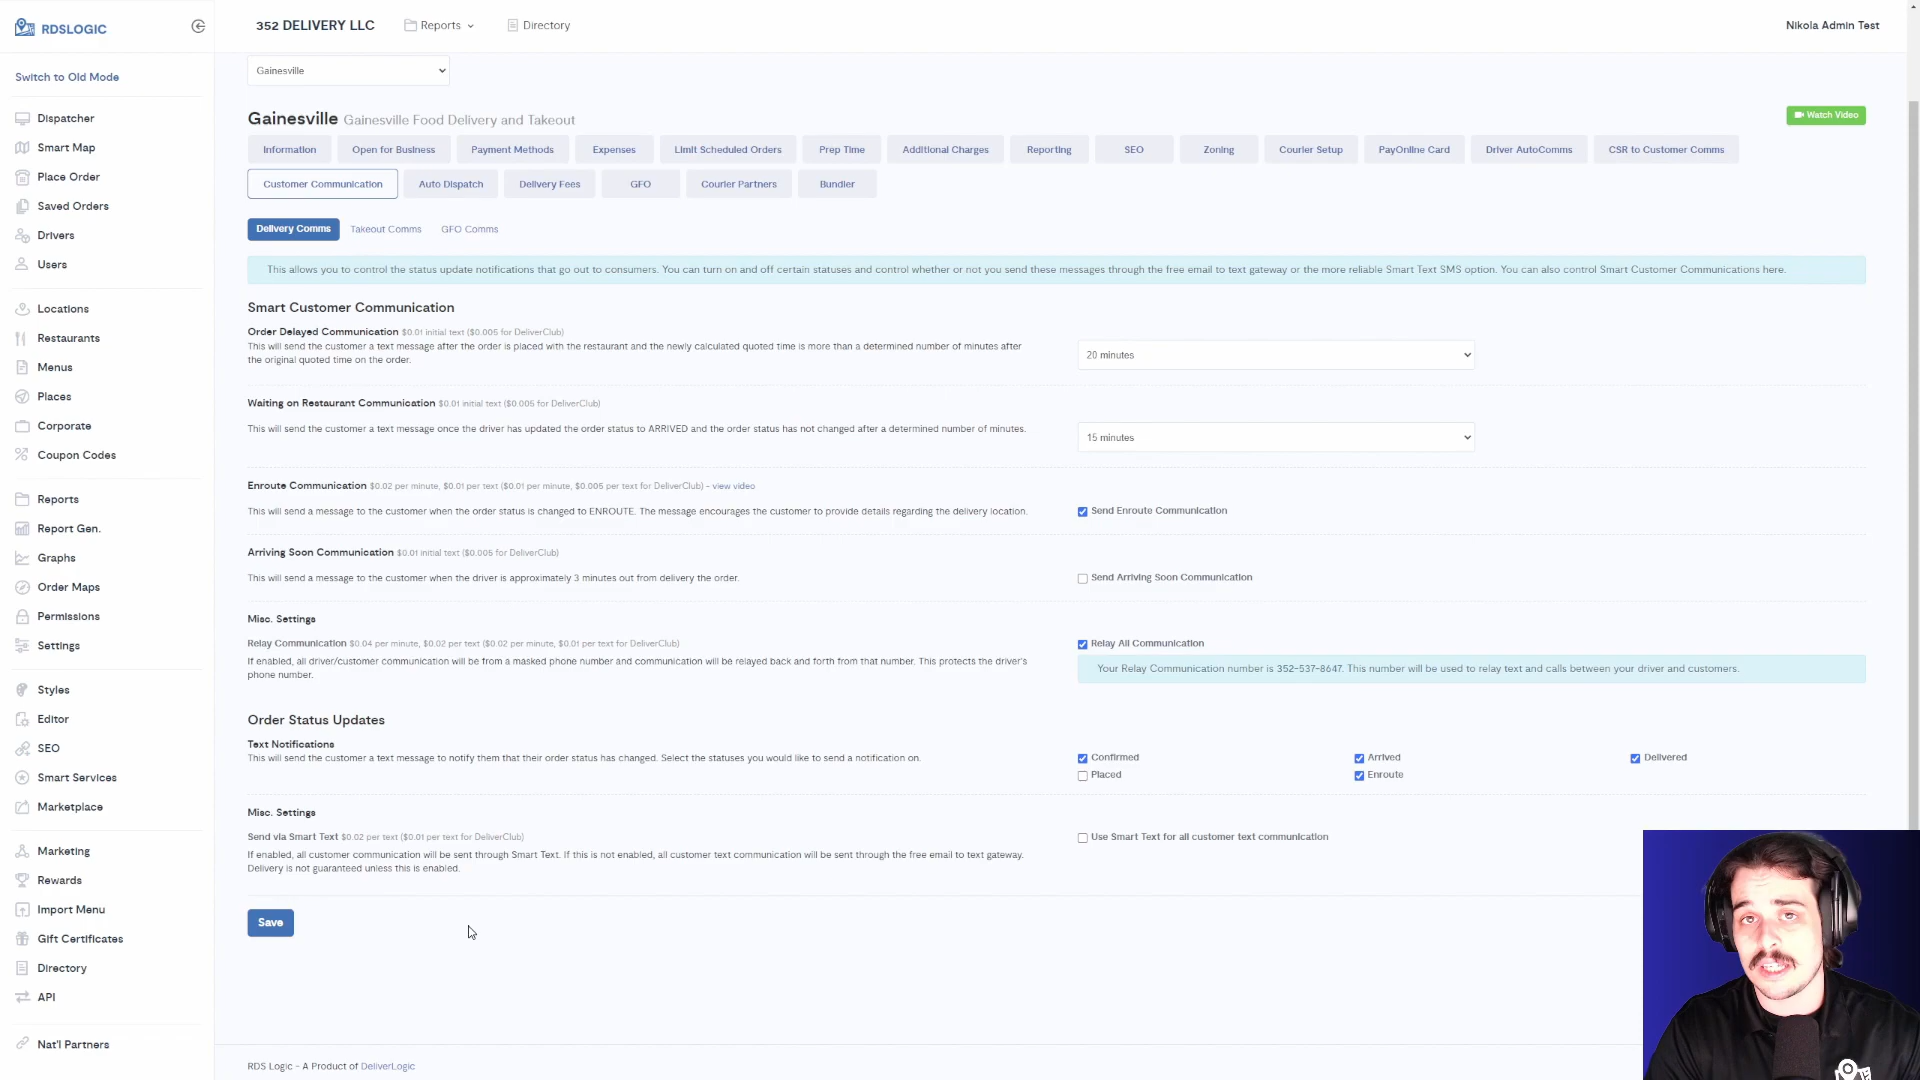 RDSLOGIC
352 DELIVERY LLC
Reports
Directory
Nikola Admin Test
Switch to Old Mode
Dispatcher
Smart Map
Place Order
Saved Orders
Drivers
Users
Locations
Restaurants
Menus
Places
Corporate
Coupon Codes
Reports
Report Gen.
Graphs
Order Maps
Permissions
Settings
Styles
Editor
SEO
Smart Services
Marketplace
Marketing
Rewards
Import Menu
Gift Certificates
Directory
API
Nat'l Partners
Gainesville
Gainesville Gainesville Food Delivery and Takeout
Watch Video
Information
Open for Business
Payment Methods
Expenses
Limit Scheduled Orders
Prep Time
Additional Charges
Reporting
SEO
Zoning
Courier Setup
PayOnline Card
Driver AutoComms
CSR to Customer Comms
Customer Communication
Auto Dispatch
Delivery Fees
GFO
Courier Partners
Bundler
Delivery Comms
Takeout Comms
GFO Comms
This allows you to control the status update notifications that go out to consumers. You can turn on and off certain statuses and control whether or not you send these messages through the free email to text gateway or the more reliable Smart Text SMS option. You can also control Smart Customer Communications here.
Smart Customer Communication
Order Delayed Communication $0.01 initial text ($0.005 for DeliverClub)
This will send the customer a text message after the order is placed with the restaurant and the newly calculated quoted time is more than a determined number of minutes after
the original quoted time on the order.
20 minutes
Waiting on Restaurant Communication $0.01 initial text ($0.005 for DeliverClub)
This will send the customer a text message once the driver has updated the order status to ARRIVED and the order status has not changed after a determined number of minutes.
15 minutes
Enroute Communication $0.02 per minute, $0.01 per text ($0.01 per minute, $0.005 per text for DeliverClub) - view video
This will send a message to the customer when the order status is changed to ENROUTE. The message encourages the customer to provide details regarding the delivery location.
Send Enroute Communication
Arriving Soon Communication $0.01 initial text ($0.005 for DeliverClub)
This will send a message to the customer when the driver is approximately 3 minutes out from delivery the order.
Send Arriving Soon Communication
Misc. Settings
Relay Communication $0.04 per minute, $0.02 per text ($0.02 per minute, $0.01 per text for DeliverClub)
If enabled, all driver/customer communication will be from a masked phone number and communication will be relayed back and forth from that number. This protects the driver's
phone number.
Relay All Communication
Your Relay Communication number is 352-537-8647. This number will be used to relay text and calls between your driver and customers.
Order Status Updates
Text Notifications
This will send the customer a text message to notify them that their order status has changed. Select the statuses you would like to send a notification on.
Confirmed
Arrived
Delivered
Placed
Enroute
Misc. Settings
Send via Smart Text $0.02 per text ($0.01 per text for DeliverClub)
If enabled, all customer communication will be sent through Smart Text. If this is not enabled, all customer text communication will be sent through the free email to text gateway.
Delivery is not guaranteed unless this is enabled.
Use Smart Text for all customer text communication
Save
RDS Logic - A Product of DeliverLogic